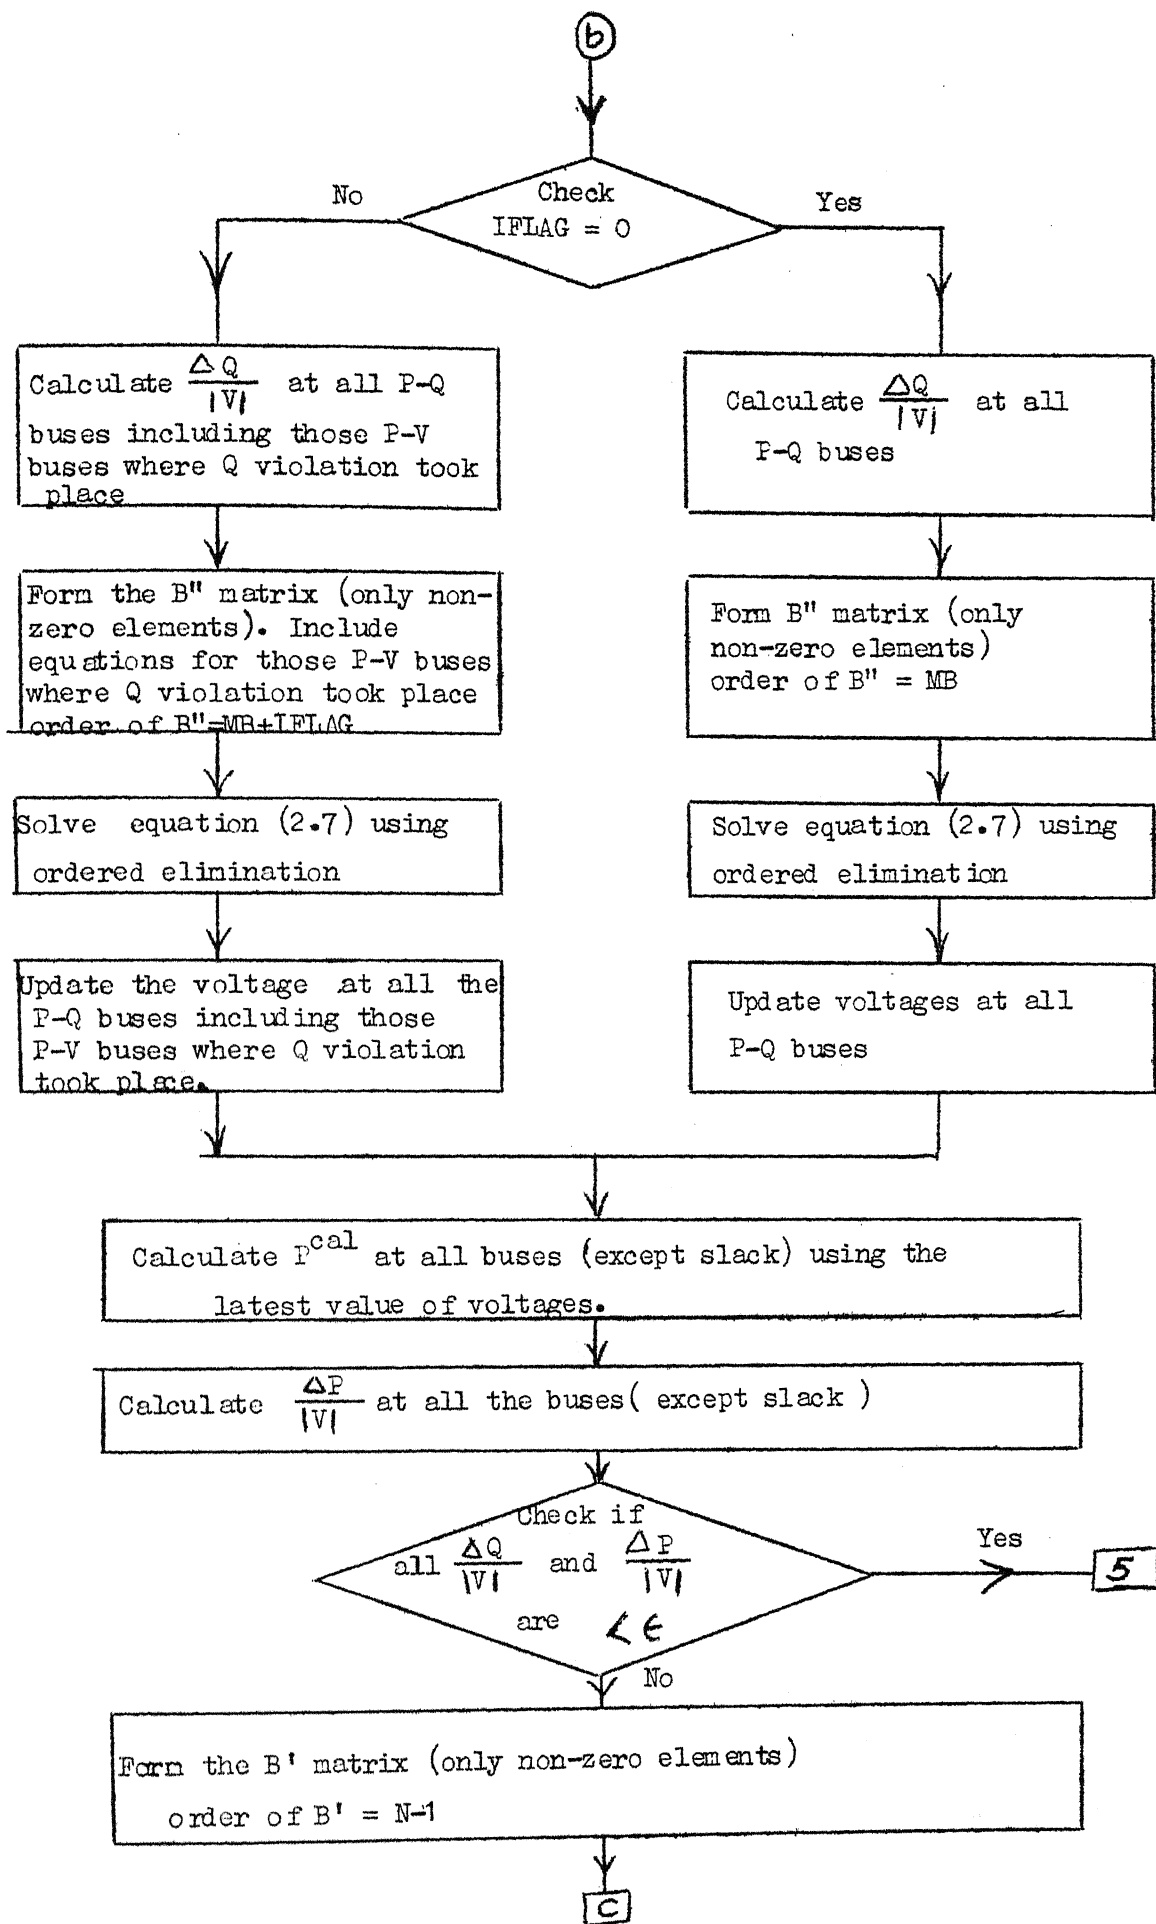 b
Check
IFLAG = 0
No
Yes
Calculate ΔQ/|V| at all P-Q
buses including those P-V
buses where Q violation took
place
Calculate ΔQ/|V| at all
P-Q buses
Form the B" matrix (only non-
zero elements). Include
equations for those P-V buses
where Q violation took place
order of B"=MB+IFLAG
Form B" matrix (only
non-zero elements)
order of B" = MB
Solve equation (2.7) using
ordered elimination
Solve equation (2.7) using
ordered elimination
Update the voltage at all the
P-Q buses including those
P-V buses where Q violation
took place.
Update voltages at all
P-Q buses
Calculate P^cal at all buses (except slack) using the
latest value of voltages.
Calculate ΔP/|V| at all the buses( except slack )
Check if
all ΔQ/|V| and ΔP/|V|
are < ϵ
Yes
5
No
Form the B' matrix (only non-zero elements)
order of B' = N-1
C